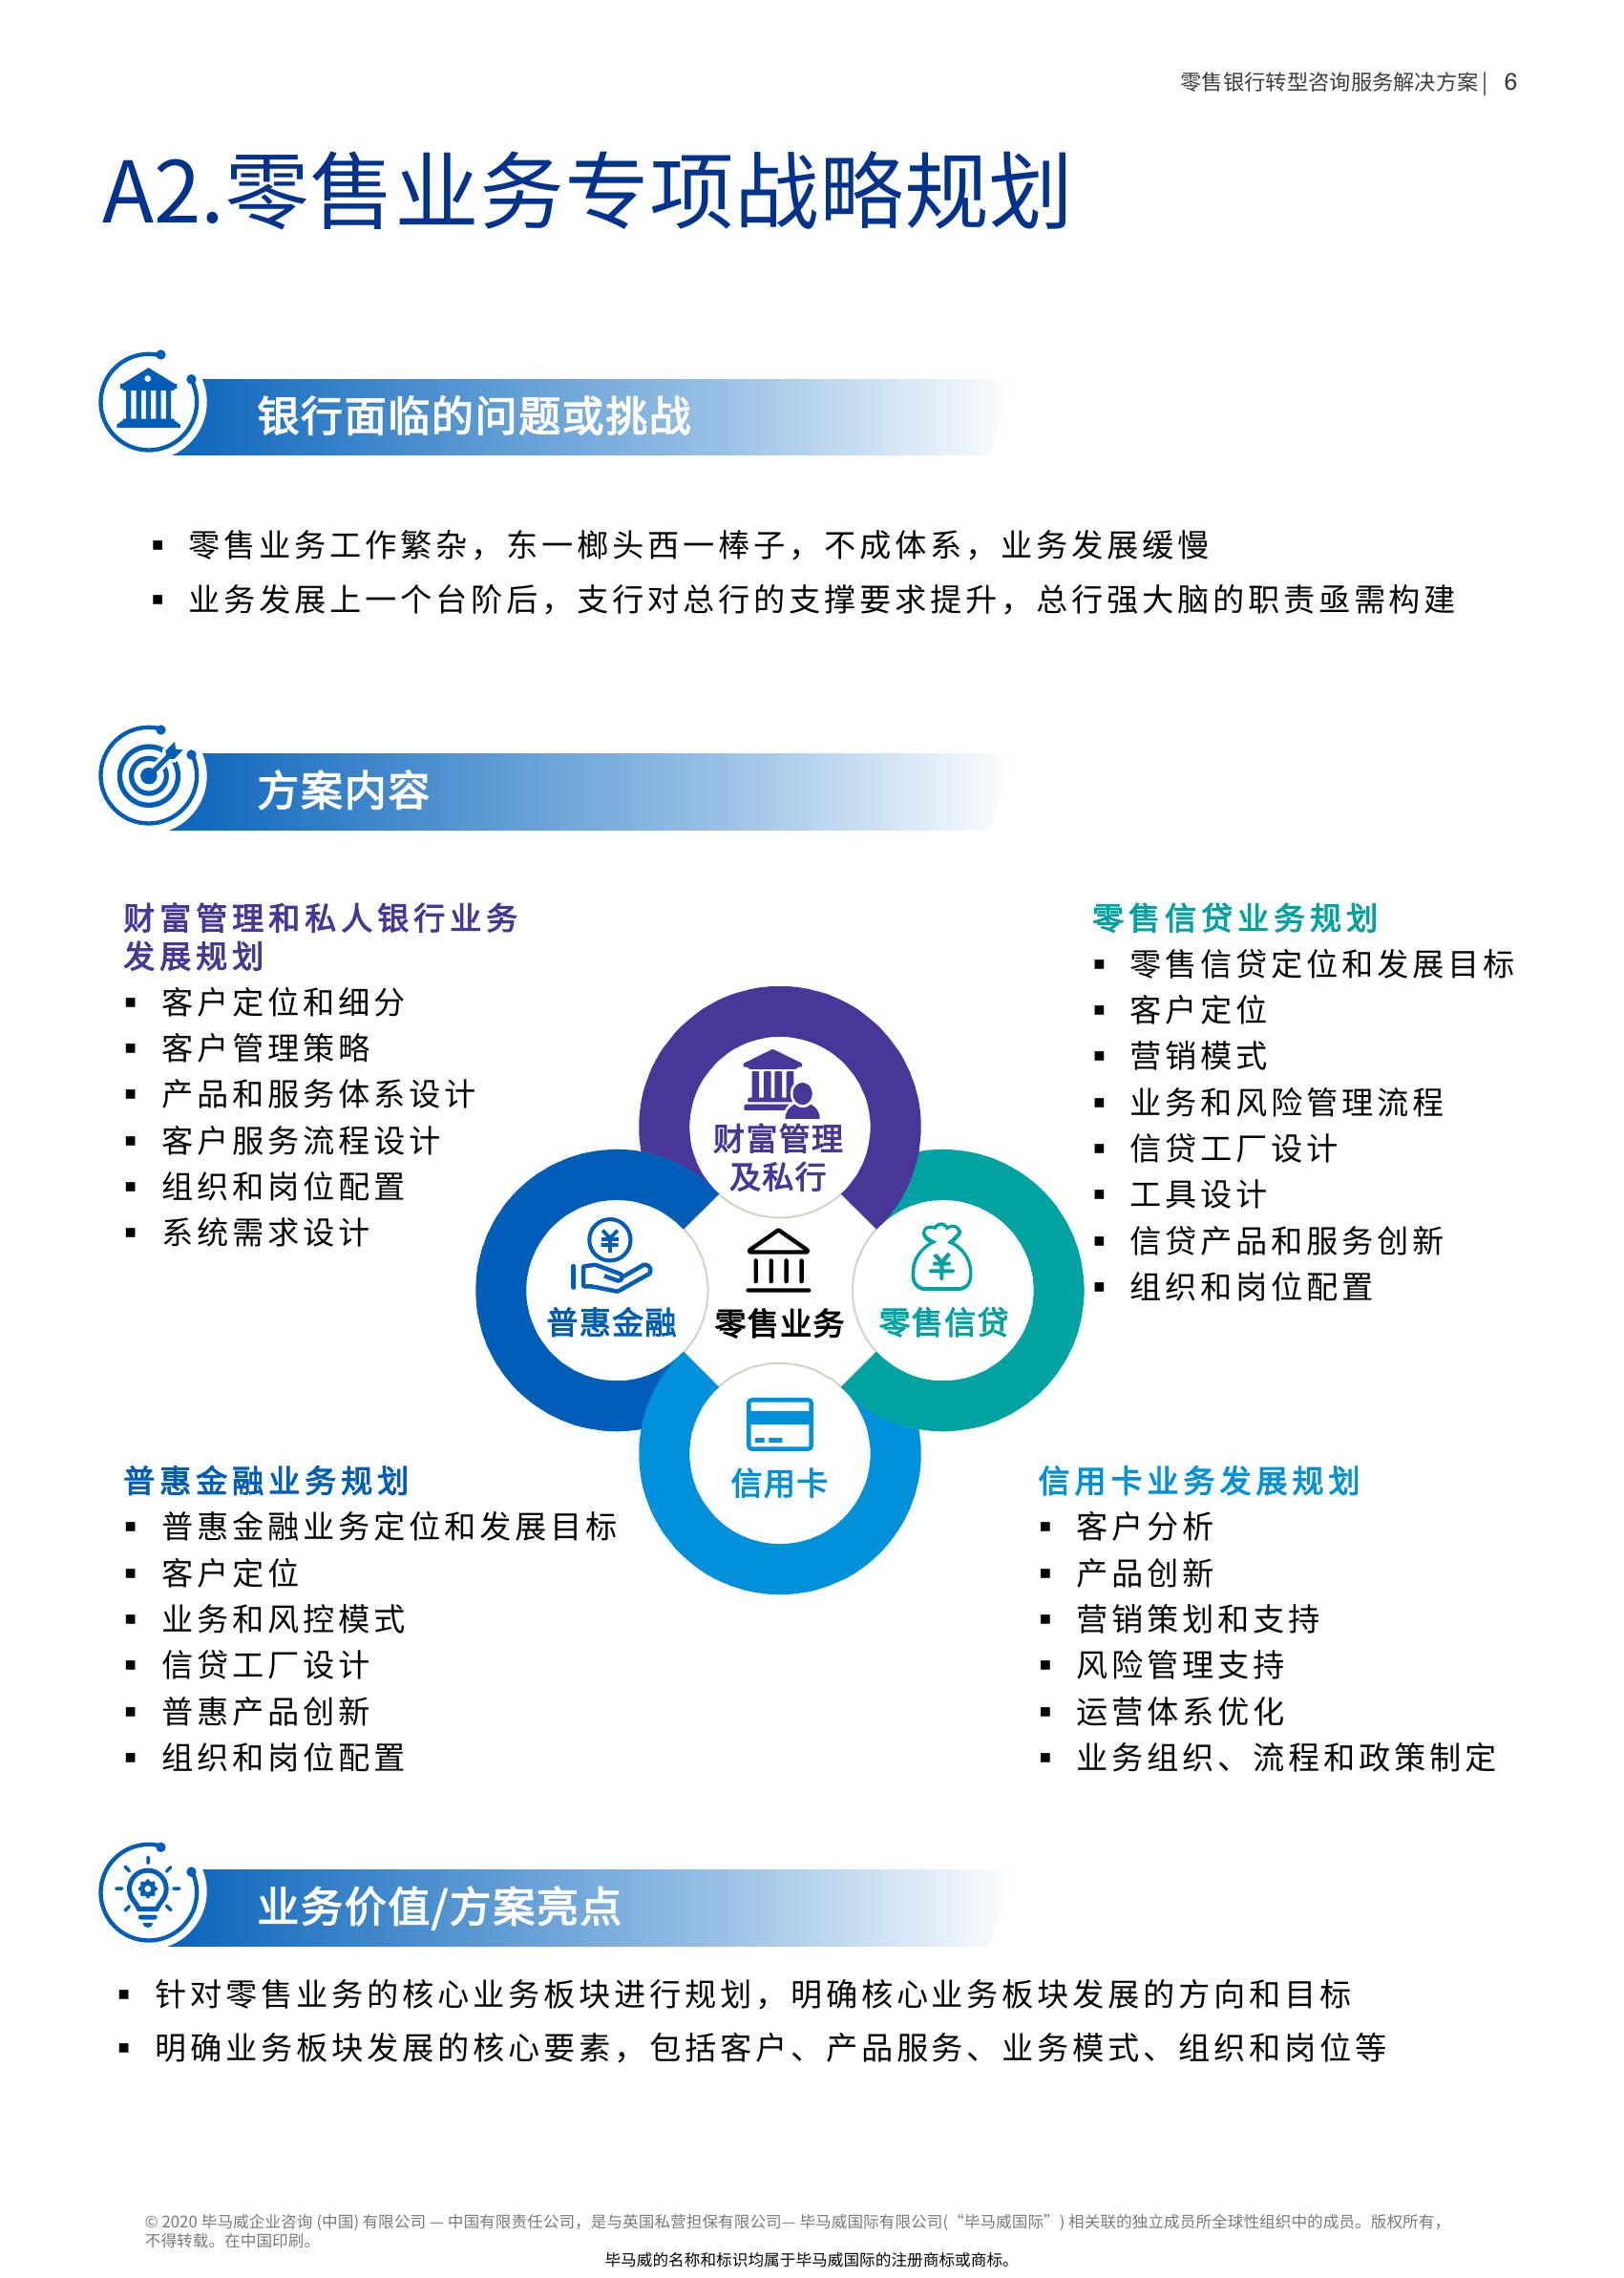 零售银行转型咨询服务解决方案| 6
A2.零售业务专项战略规划
银行面临的问题或挑战
▪ 零售业务工作繁杂，东一榔头西一棒子，不成体系，业务发展缓慢
▪ 业务发展上一个台阶后，支行对总行的支撑要求提升，总行强大脑的职责亟需构建
方案内容
财富管理和私人银行业务
发展规划
▪ 客户定位和细分
▪ 客户管理策略
▪ 产品和服务体系设计
▪ 客户服务流程设计
▪ 组织和岗位配置
▪ 系统需求设计
零售信贷业务规划
▪ 零售信贷定位和发展目标
▪ 客户定位
▪ 营销模式
▪ 业务和风险管理流程
▪ 信贷工厂设计
▪ 工具设计
▪ 信贷产品和服务创新
▪ 组织和岗位配置
财富管理
及私行
普惠金融
零售业务
零售信贷
信用卡
普惠金融业务规划
▪ 普惠金融业务定位和发展目标
▪ 客户定位
▪ 业务和风控模式
▪ 信贷工厂设计
▪ 普惠产品创新
▪ 组织和岗位配置
信用卡业务发展规划
▪ 客户分析
▪ 产品创新
▪ 营销策划和支持
▪ 风险管理支持
▪ 运营体系优化
▪ 业务组织、流程和政策制定
业务价值/方案亮点
▪ 针对零售业务的核心业务板块进行规划，明确核心业务板块发展的方向和目标
▪ 明确业务板块发展的核心要素，包括客户、产品服务、业务模式、组织和岗位等
© 2020 毕马威企业咨询 (中国) 有限公司 — 中国有限责任公司，是与英国私营担保有限公司— 毕马威国际有限公司(“毕马威国际”) 相关联的独立成员所全球性组织中的成员。版权所有，
不得转载。在中国印刷。
毕马威的名称和标识均属于毕马威国际的注册商标或商标。